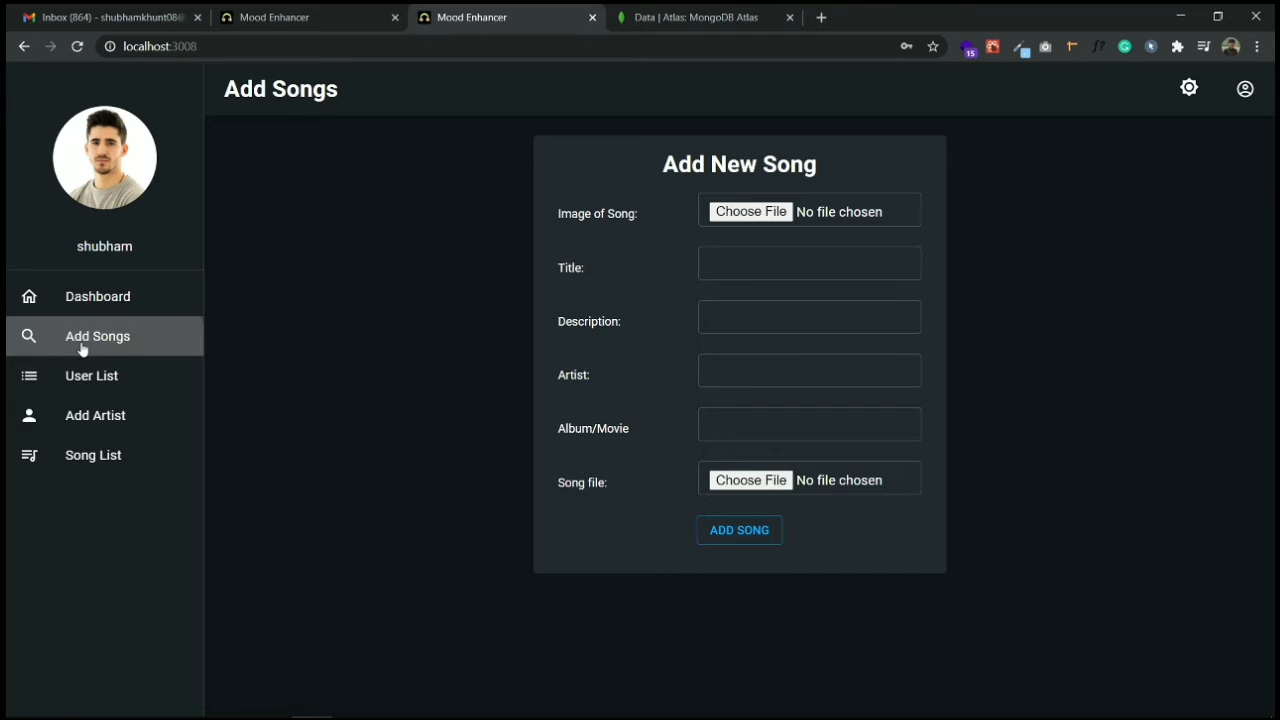 Inbox (864) - shubhamkhunt08@
Mood Enhancer
Mood Enhancer
Data | Atlas: MongoDB Atlas
localhost:3008
15
f?
Add Songs
shubham
Dashboard
Add Songs
User List
Add Artist
Song List
Add New Song
Image of Song:
Choose File No file chosen
Title:
Description:
Artist:
Album/Movie
Song file:
Choose File No file chosen
ADD SONG